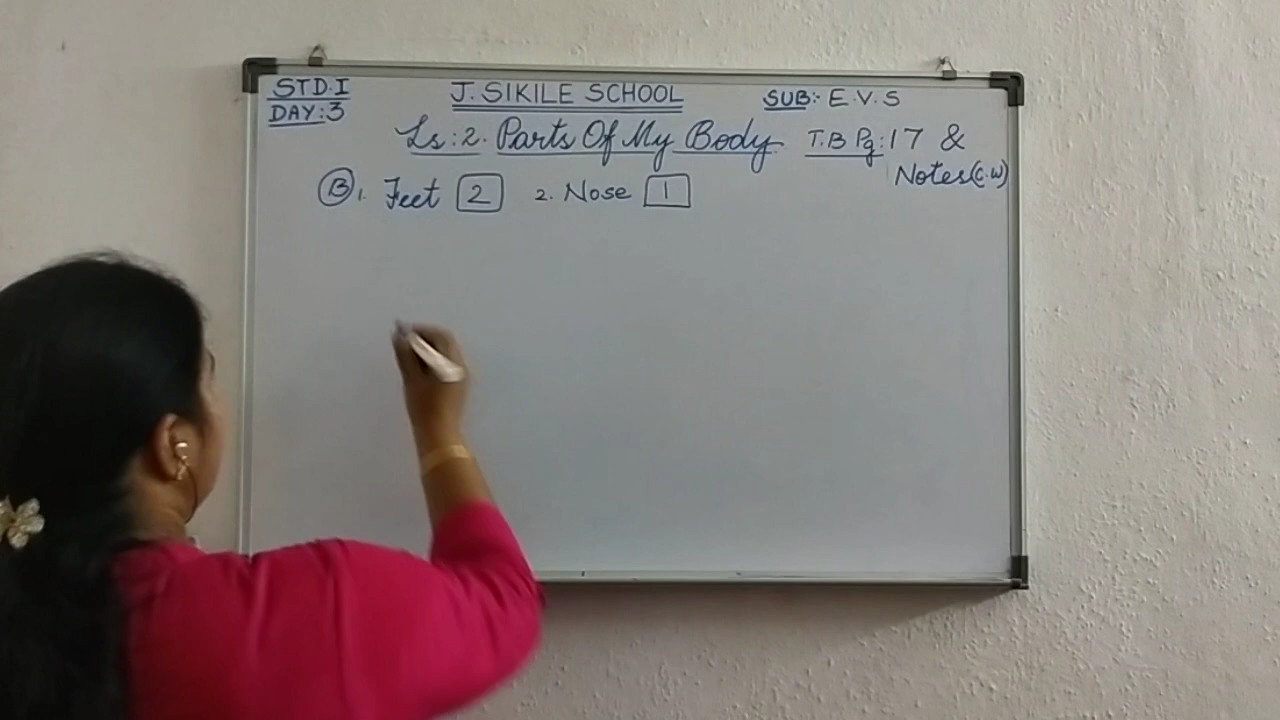 STD.I J. SIKILE SCHOOL SUB:- E.V.S
DAY:3
Ls:2. Parts Of My Body T.B Pg:17 &
Notes(C.W)
B 1. Feet 2 2. Nose 1